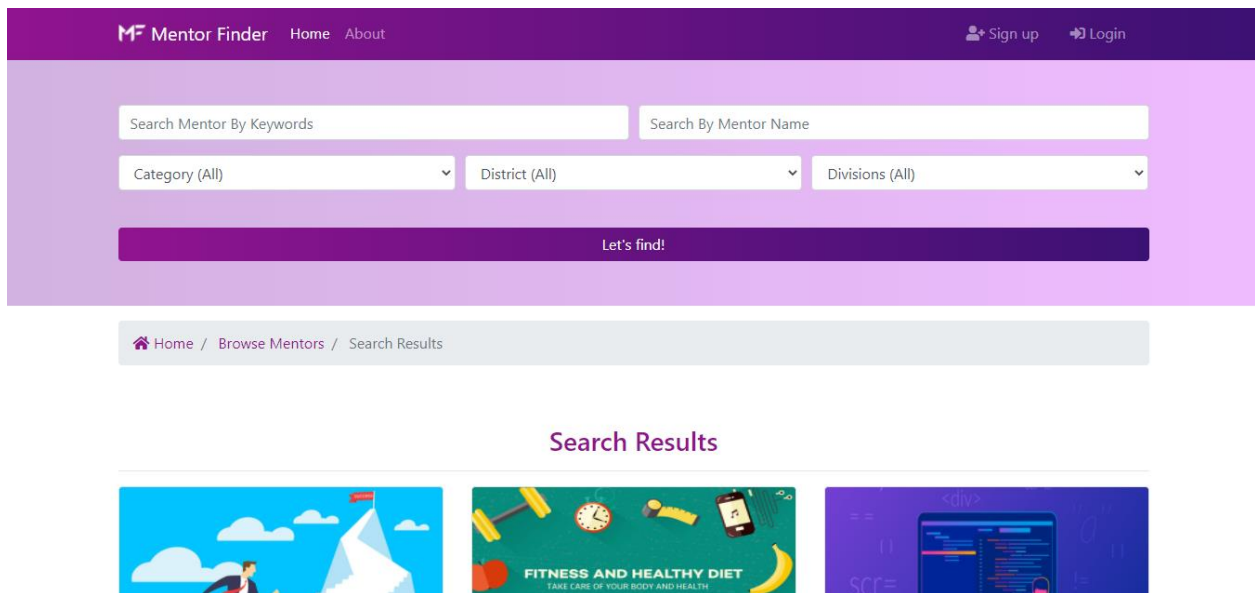 MF Mentor Finder Home About Sign up Login
Search Mentor By Keywords Search By Mentor Name
Category (All) District (All) Divisions (All)
Let's find!
Home / Browse Mentors / Search Results
Search Results
FITNESS AND HEALTHY DIET
TAKE CARE OF YOUR BODY AND HEALTH
<div>
scr=